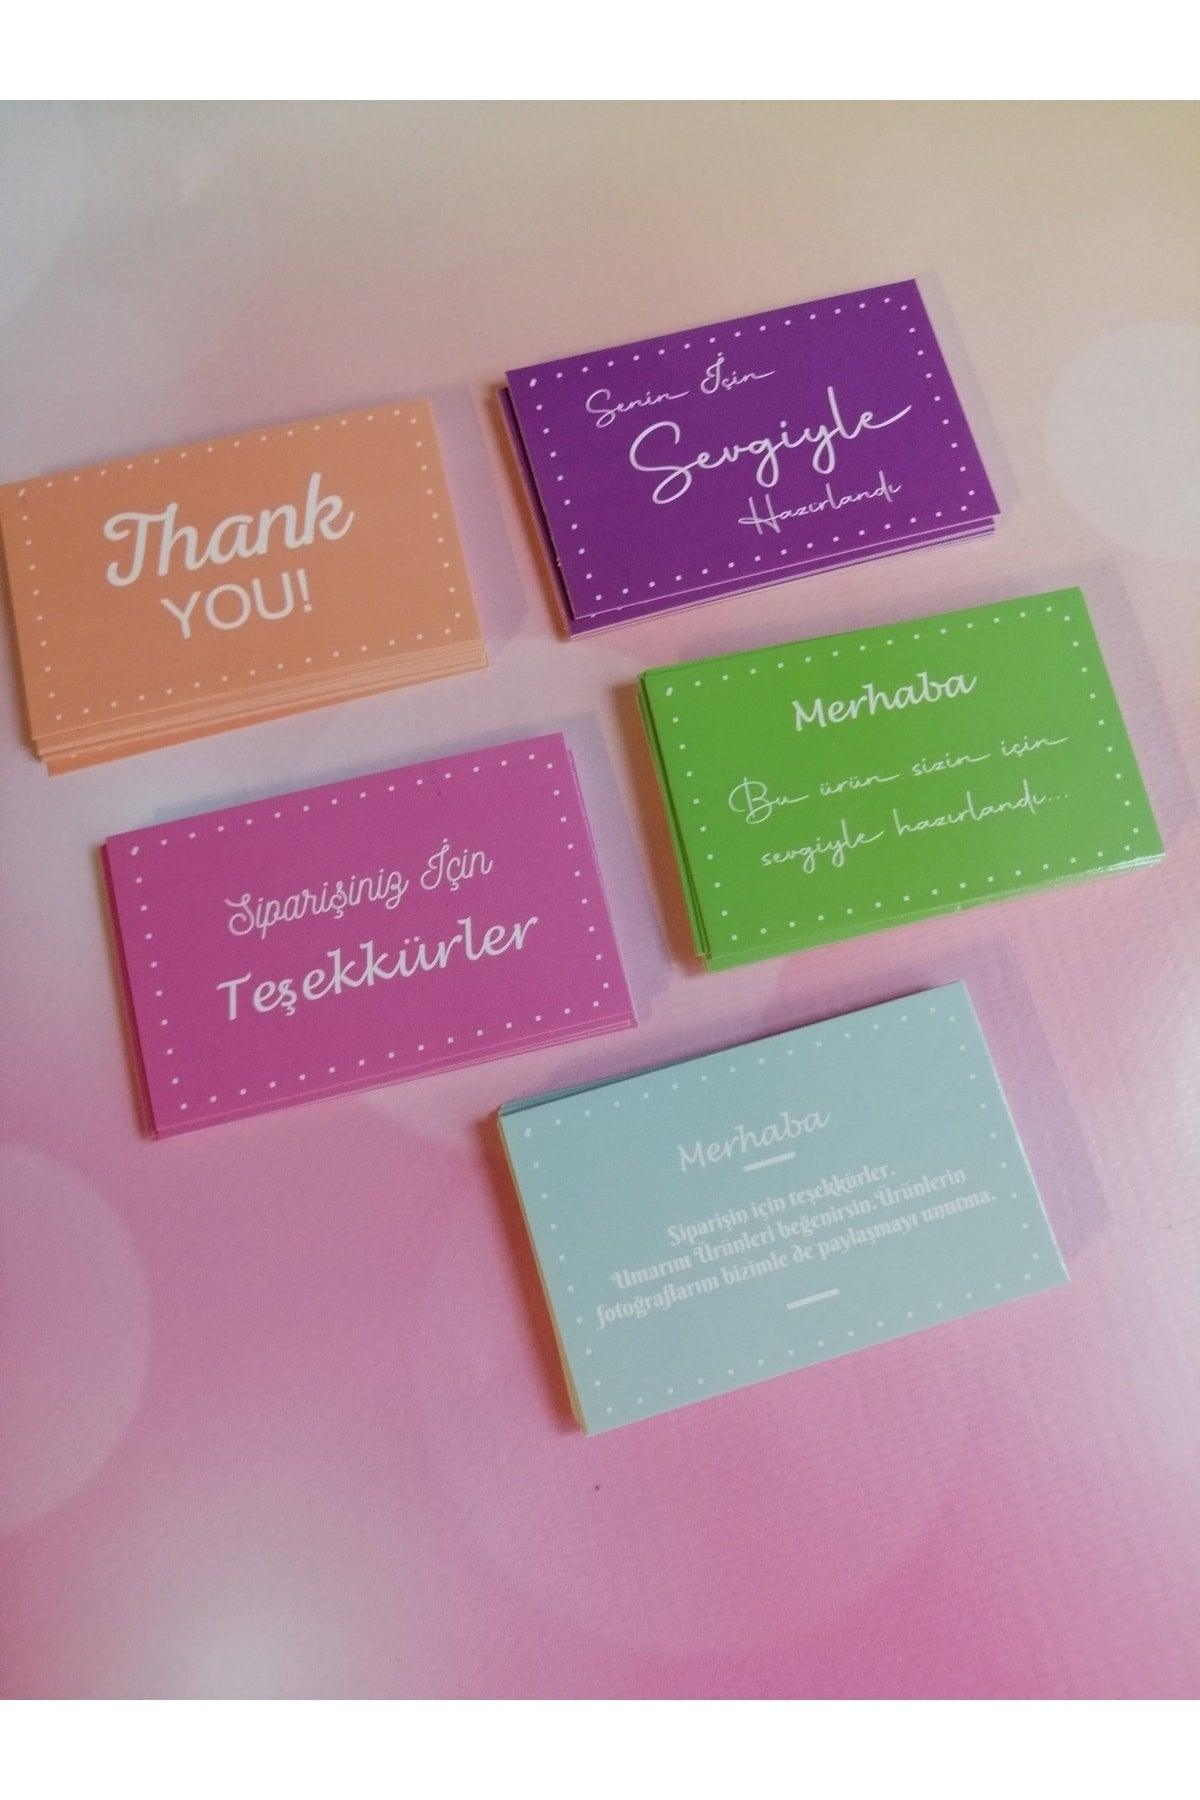 Thank
YOU!
Senin İçin
Sevgiyle
Hazırlandı
Merhaba
Bu ürün sizin için
sevgiyle hazırlandı...
Siparişiniz İçin
Teşekkürler
Merhaba
Siparişin için teşekkürler.
Umarım Ürünleri beğenirsin.Ürünlerin
fotoğraflarını bizimle de paylaşmayı unutma.